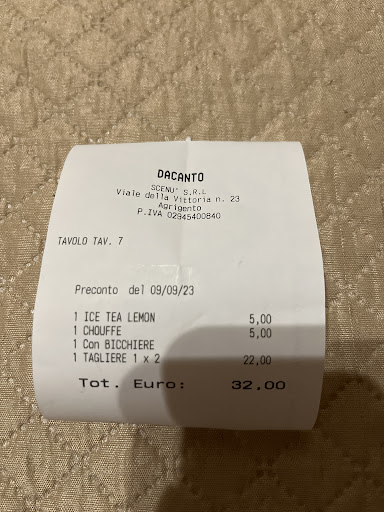 DACANTO
SCENU' S.R.L
Viale della Vittoria n. 23
Agrigento
P.IVA 02945400840
TAVOLO TAV. 7
Preconto del 09/09/23
1 ICE TEA LEMON 5,00
1 CHOUFFE 5,00
1 Con BICCHIERE
1 TAGLIERE 1 x 2 22,00
Tot. Euro: 32,00